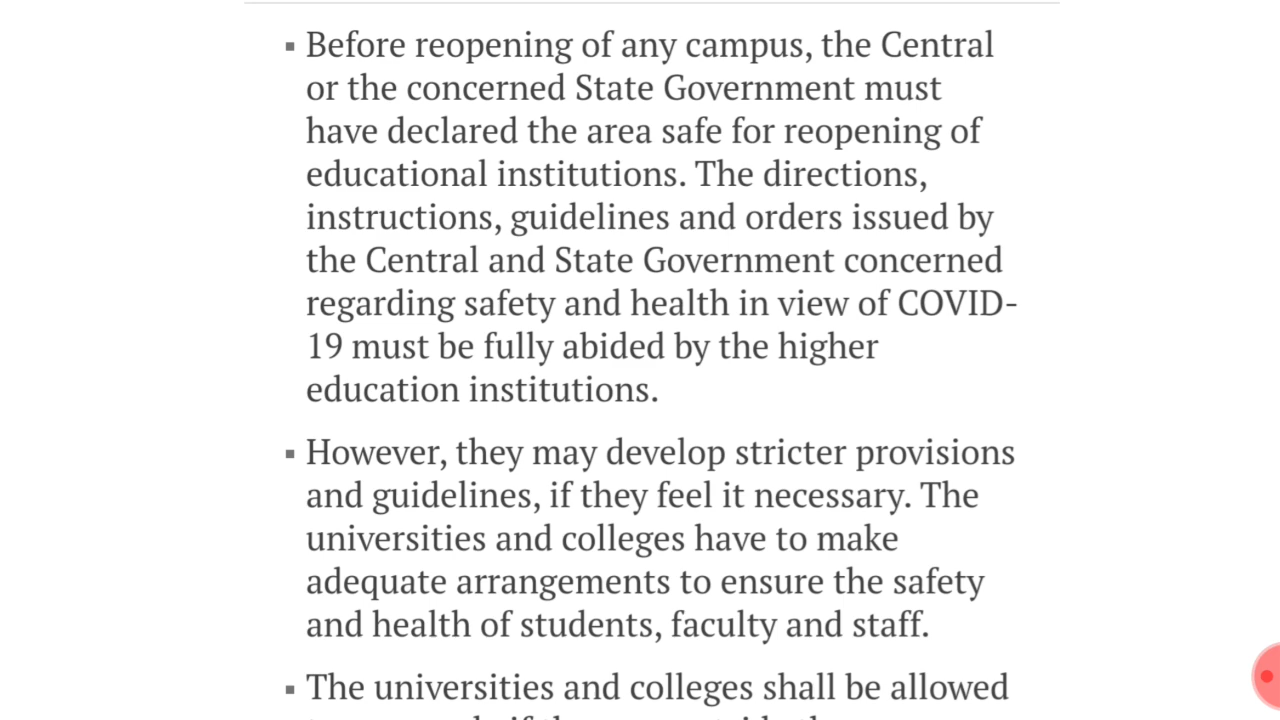 ▪ Before reopening of any campus, the Central
or the concerned State Government must
have declared the area safe for reopening of
educational institutions. The directions,
instructions, guidelines and orders issued by
the Central and State Government concerned
regarding safety and health in view of COVID-
19 must be fully abided by the higher
education institutions.
▪ However, they may develop stricter provisions
and guidelines, if they feel it necessary. The
universities and colleges have to make
adequate arrangements to ensure the safety
and health of students, faculty and staff.
▪ The universities and colleges shall be allowed